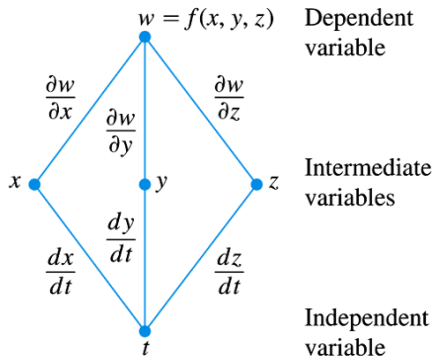 w = f(x, y, z)
Dependent
variable
∂w
∂x
∂w
∂y
∂w
∂z
x
y
z
Intermediate
variables
dx
dt
dy
dt
dz
dt
t
Independent
variable